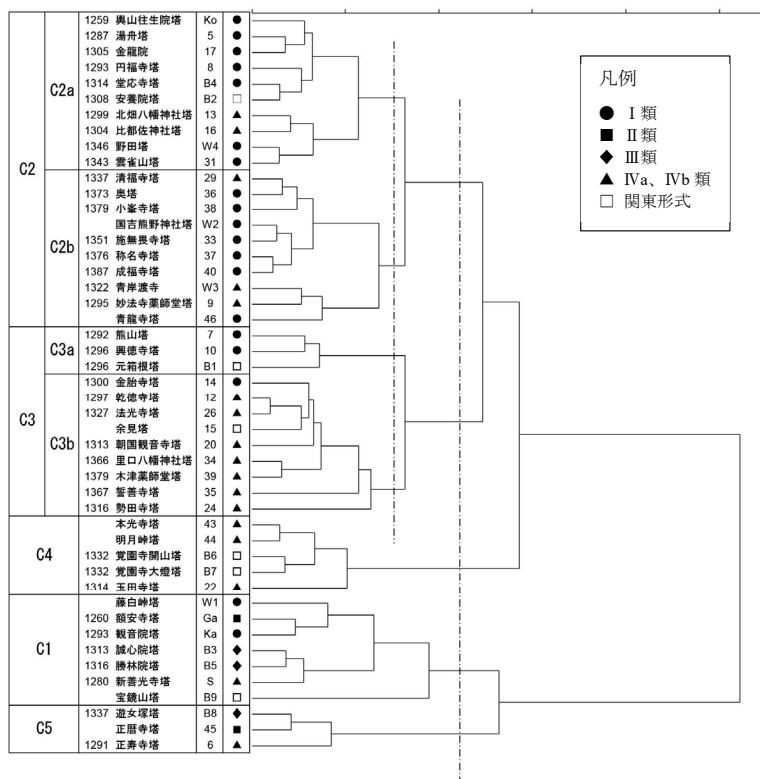 C2
C2a
1259 輿山往生院塔 Ko ●
1287 湯舟塔 5 ●
1305 金龍院 17 ●
1293 円福寺塔 8 ●
1314 堂応寺塔 B4 ●
1308 安養院塔 B2 □
1299 北畑八幡神社塔 13 ▲
1304 比都佐神社塔 16 ▲
1346 野田塔 W4 ●
1343 雲雀山塔 31 ●
C2b
1337 清福寺塔 29 ▲
1373 奥塔 36 ●
1379 小峯寺塔 38 ●
国吉熊野神社塔 W2 ●
1351 施無畏寺塔 33 ●
1376 称名寺塔 37 ●
1387 成福寺塔 40 ●
1322 青岸渡寺 W3 ▲
1295 妙法寺薬師堂塔 9 ▲
青龍寺塔 46 ●
C3
C3a
1292 熊山塔 7 ●
1296 興徳寺塔 10 ●
1296 元箱根塔 B1 □
C3b
1300 金胎寺塔 14 ●
1297 乾徳寺塔 12 ▲
1327 法光寺塔 26 ▲
余見塔 15 □
1313 朝国観音寺塔 20 ▲
1366 里口八幡神社塔 34 ▲
1379 木津薬師堂塔 39 ▲
1367 誓善寺塔 35 ▲
1316 勢田寺塔 24 ▲
C4
本光寺塔 43 ▲
明月峠塔 44 ▲
1332 覚園寺開山塔 B6 □
1332 覚園寺大燈塔 B7 □
1314 玉田寺塔 22 ▲
C1
藤白峠塔 W1 ●
1260 額安寺塔 Ga ■
1293 観音院塔 Ka ●
1313 誠心院塔 B3 ◆
1316 勝林院塔 B5 ◆
1280 新善光寺塔 S ▲
宝鏡山塔 B9 □
C5
1337 遊女塚塔 B8 ◆
正暦寺塔 45 ■
1291 正寿寺塔 6 ▲
凡例
● Ⅰ類
■ Ⅱ類
◆ Ⅲ類
▲ Ⅳa、Ⅳb 類
□ 関東形式